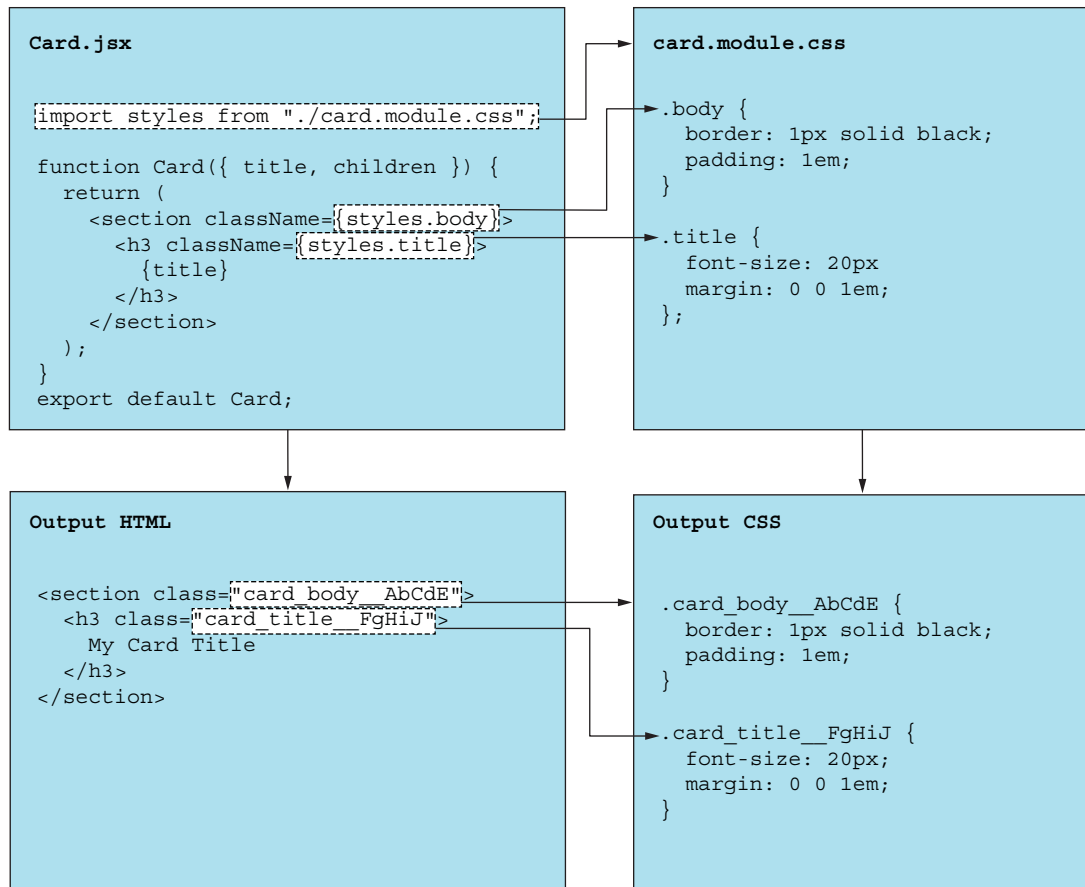 Card.jsx
import styles from "./card.module.css";
function Card({ title, children }) {
  return (
    <section className={styles.body}>
      <h3 className={styles.title}>
        {title}
      </h3>
    </section>
  );
}
export default Card;
card.module.css
.body {
  border: 1px solid black;
  padding: 1em;
}
.title {
  font-size: 20px
  margin: 0 0 1em;
};
Output HTML
<section class="card_body__AbCdE">
  <h3 class="card_title__FgHiJ">
    My Card Title
  </h3>
</section>
Output CSS
.card_body__AbCdE {
  border: 1px solid black;
  padding: 1em;
}
.card_title__FgHiJ {
  font-size: 20px;
  margin: 0 0 1em;
}